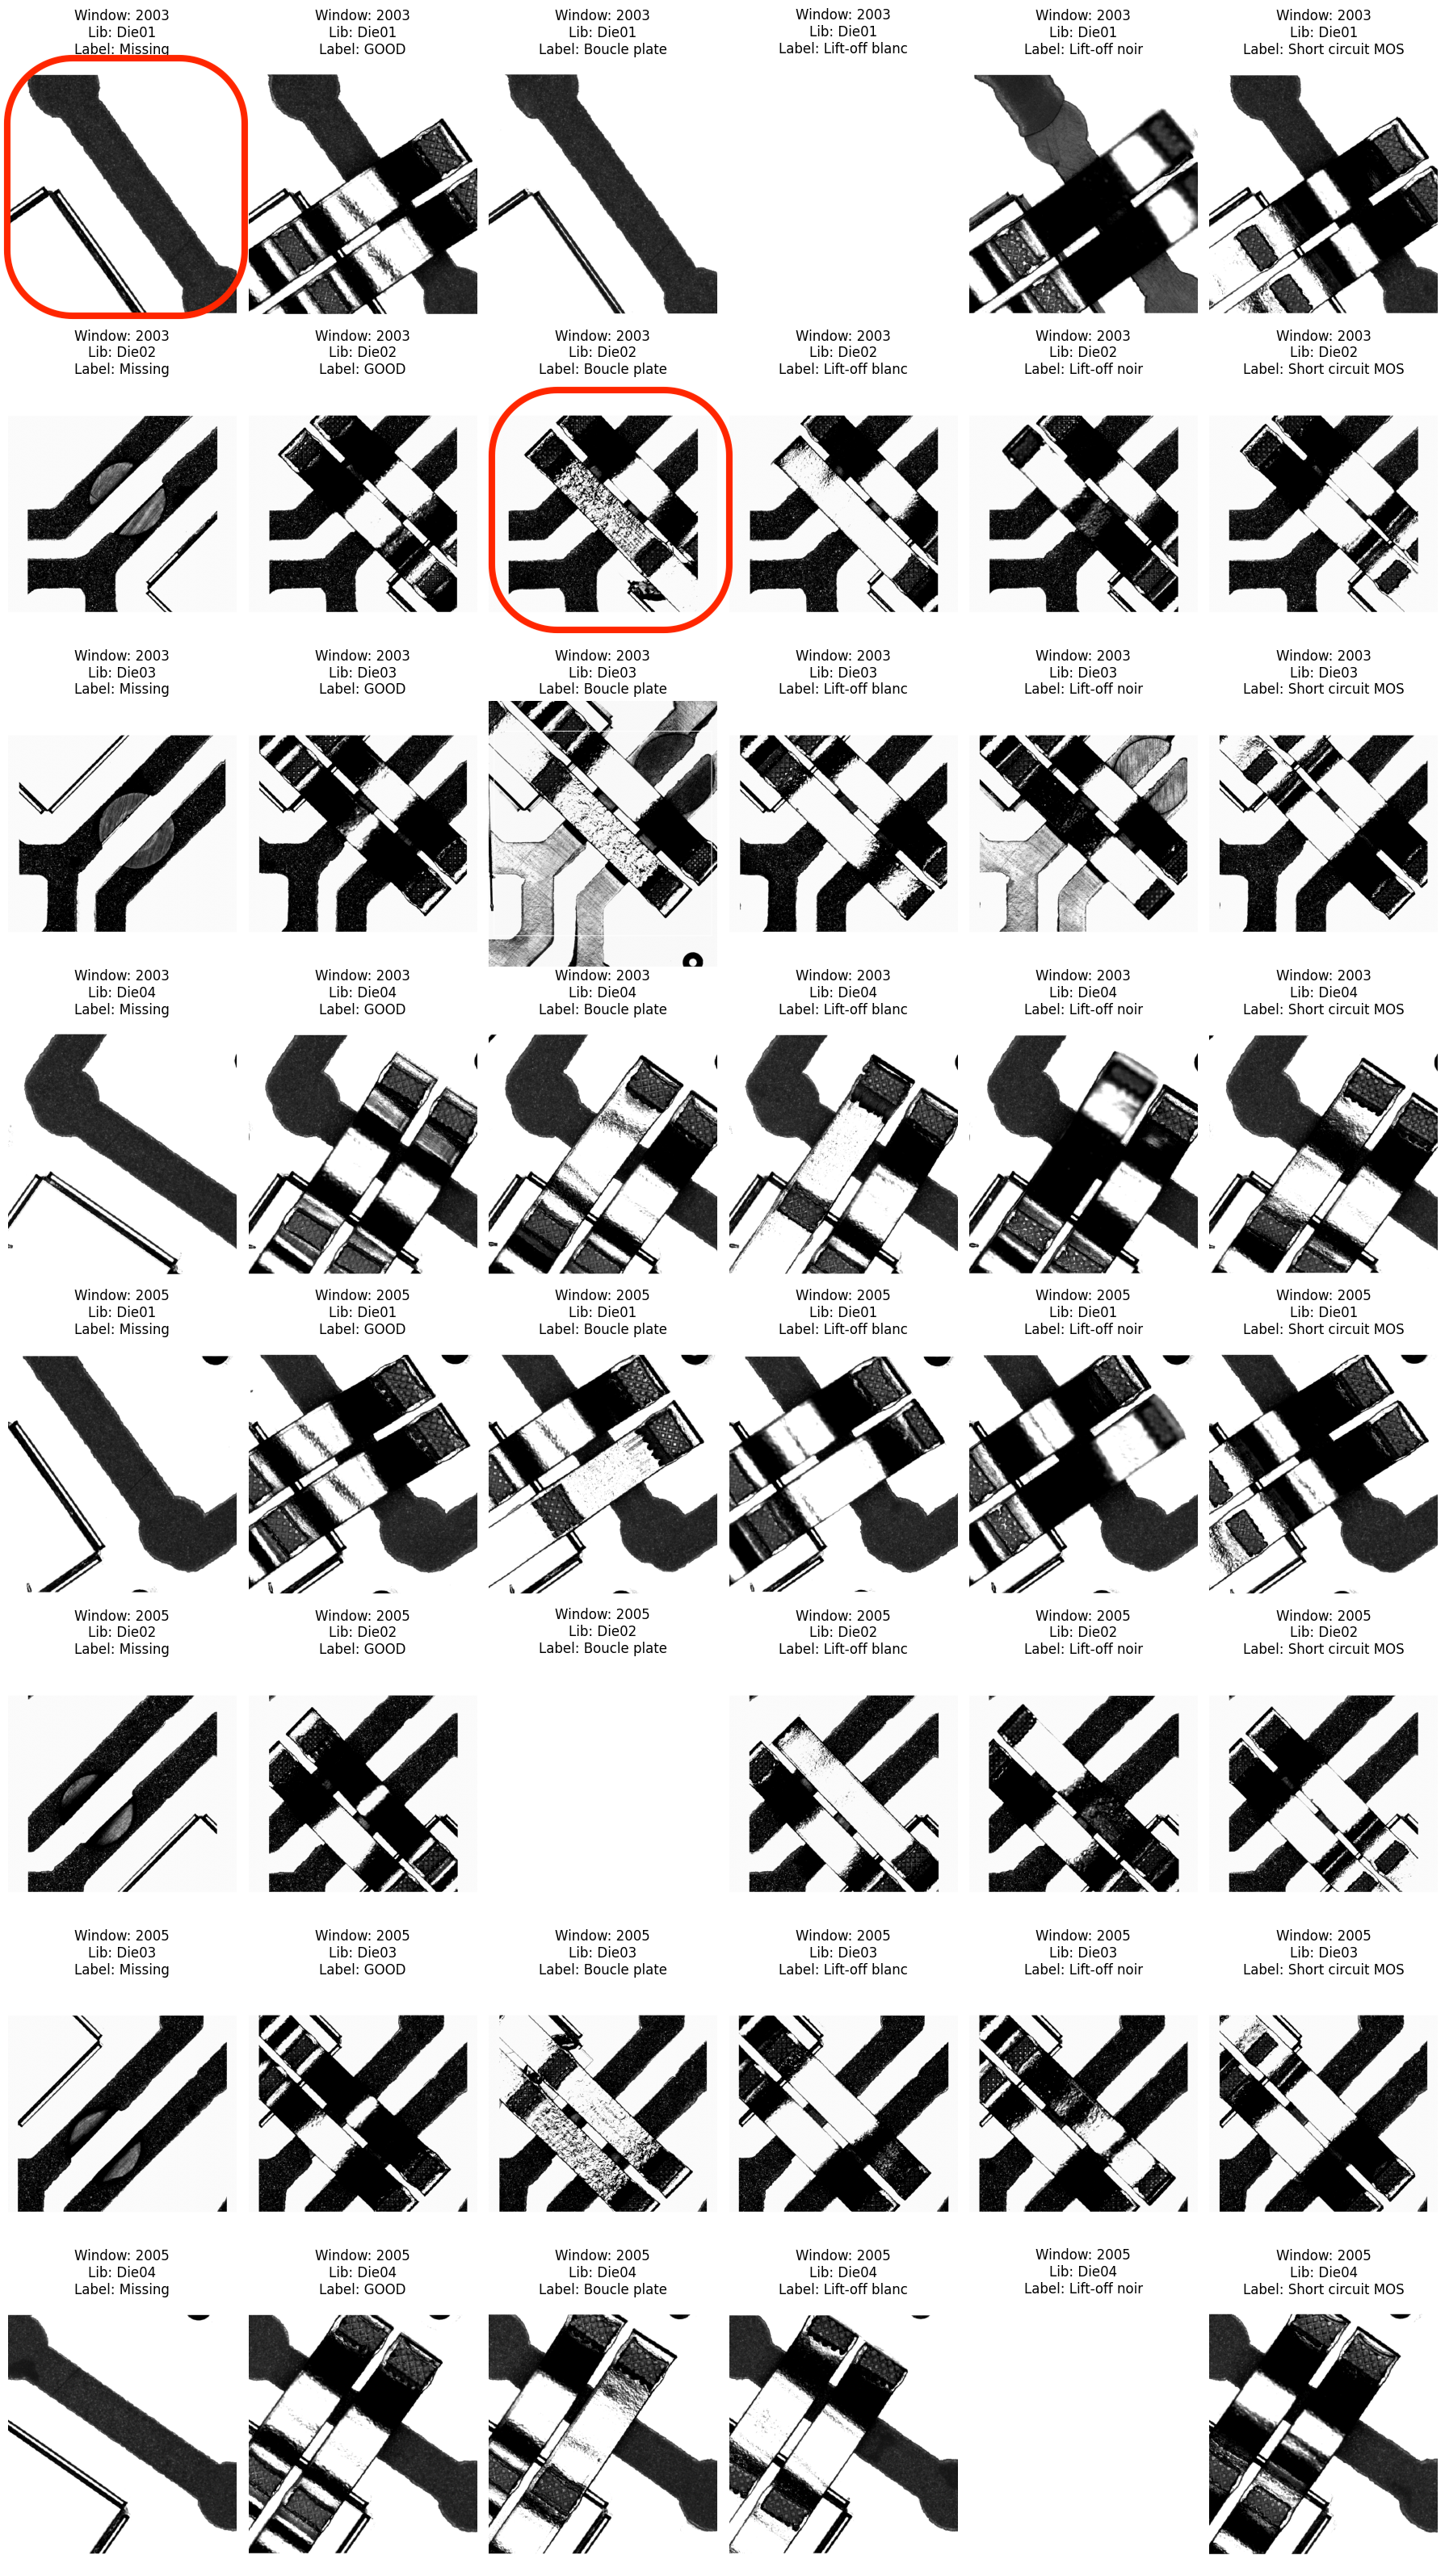 Window: 2003
Lib: Die01
Label: Missing
Window: 2003
Lib: Die01
Label: GOOD
Window: 2003
Lib: Die01
Label: Boucle plate
Window: 2003
Lib: Die01
Label: Lift-off blanc
Window: 2003
Lib: Die01
Label: Lift-off noir
Window: 2003
Lib: Die01
Label: Short circuit MOS
Window: 2003
Lib: Die02
Label: Missing
Window: 2003
Lib: Die02
Label: GOOD
Window: 2003
Lib: Die02
Label: Boucle plate
Window: 2003
Lib: Die02
Label: Lift-off blanc
Window: 2003
Lib: Die02
Label: Lift-off noir
Window: 2003
Lib: Die02
Label: Short circuit MOS
Window: 2003
Lib: Die03
Label: Missing
Window: 2003
Lib: Die03
Label: GOOD
Window: 2003
Lib: Die03
Label: Boucle plate
Window: 2003
Lib: Die03
Label: Lift-off blanc
Window: 2003
Lib: Die03
Label: Lift-off noir
Window: 2003
Lib: Die03
Label: Short circuit MOS
Window: 2003
Lib: Die04
Label: Missing
Window: 2003
Lib: Die04
Label: GOOD
Window: 2003
Lib: Die04
Label: Boucle plate
Window: 2003
Lib: Die04
Label: Lift-off blanc
Window: 2003
Lib: Die04
Label: Lift-off noir
Window: 2003
Lib: Die04
Label: Short circuit MOS
Window: 2005
Lib: Die01
Label: Missing
Window: 2005
Lib: Die01
Label: GOOD
Window: 2005
Lib: Die01
Label: Boucle plate
Window: 2005
Lib: Die01
Label: Lift-off blanc
Window: 2005
Lib: Die01
Label: Lift-off noir
Window: 2005
Lib: Die01
Label: Short circuit MOS
Window: 2005
Lib: Die02
Label: Missing
Window: 2005
Lib: Die02
Label: GOOD
Window: 2005
Lib: Die02
Label: Boucle plate
Window: 2005
Lib: Die02
Label: Lift-off blanc
Window: 2005
Lib: Die02
Label: Lift-off noir
Window: 2005
Lib: Die02
Label: Short circuit MOS
Window: 2005
Lib: Die03
Label: Missing
Window: 2005
Lib: Die03
Label: GOOD
Window: 2005
Lib: Die03
Label: Boucle plate
Window: 2005
Lib: Die03
Label: Lift-off blanc
Window: 2005
Lib: Die03
Label: Lift-off noir
Window: 2005
Lib: Die03
Label: Short circuit MOS
Window: 2005
Lib: Die04
Label: Missing
Window: 2005
Lib: Die04
Label: GOOD
Window: 2005
Lib: Die04
Label: Boucle plate
Window: 2005
Lib: Die04
Label: Lift-off blanc
Window: 2005
Lib: Die04
Label: Lift-off noir
Window: 2005
Lib: Die04
Label: Short circuit MOS